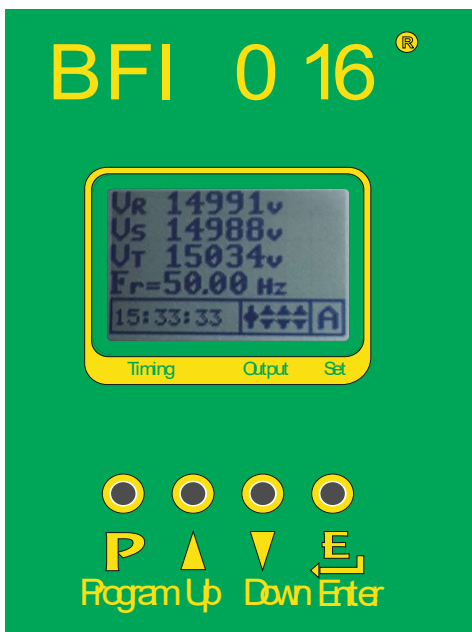 BFI 0 16 ®
VR 14991v
VS 14988v
VT 15034v
Fr=50.00 Hz
15:33:33 A
Timing Output Set
P E
Program Up Down Enter